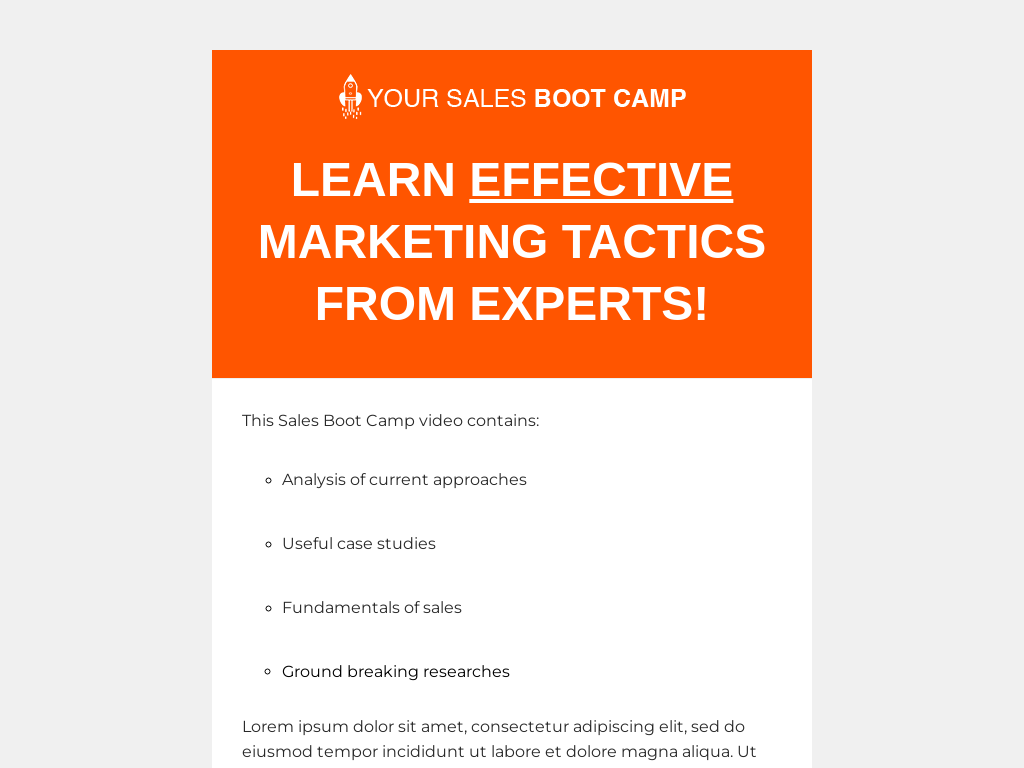 YOUR SALES BOOT CAMP
LEARN EFFECTIVE
MARKETING TACTICS
FROM EXPERTS!
This Sales Boot Camp video contains:
Analysis of current approaches
Useful case studies
Fundamentals of sales
Ground breaking researches
Lorem ipsum dolor sit amet, consectetur adipiscing elit, sed do
eiusmod tempor incididunt ut labore et dolore magna aliqua. Ut